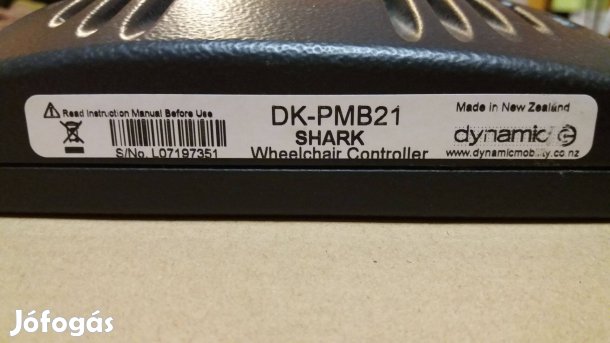 Read Instruction Manual Before Use
S/No. L07197351
DK-PMB21
SHARK
Wheelchair Controller
Made in New Zealand
dynamic
www.dynamicmobility.co.nz
Jófogás